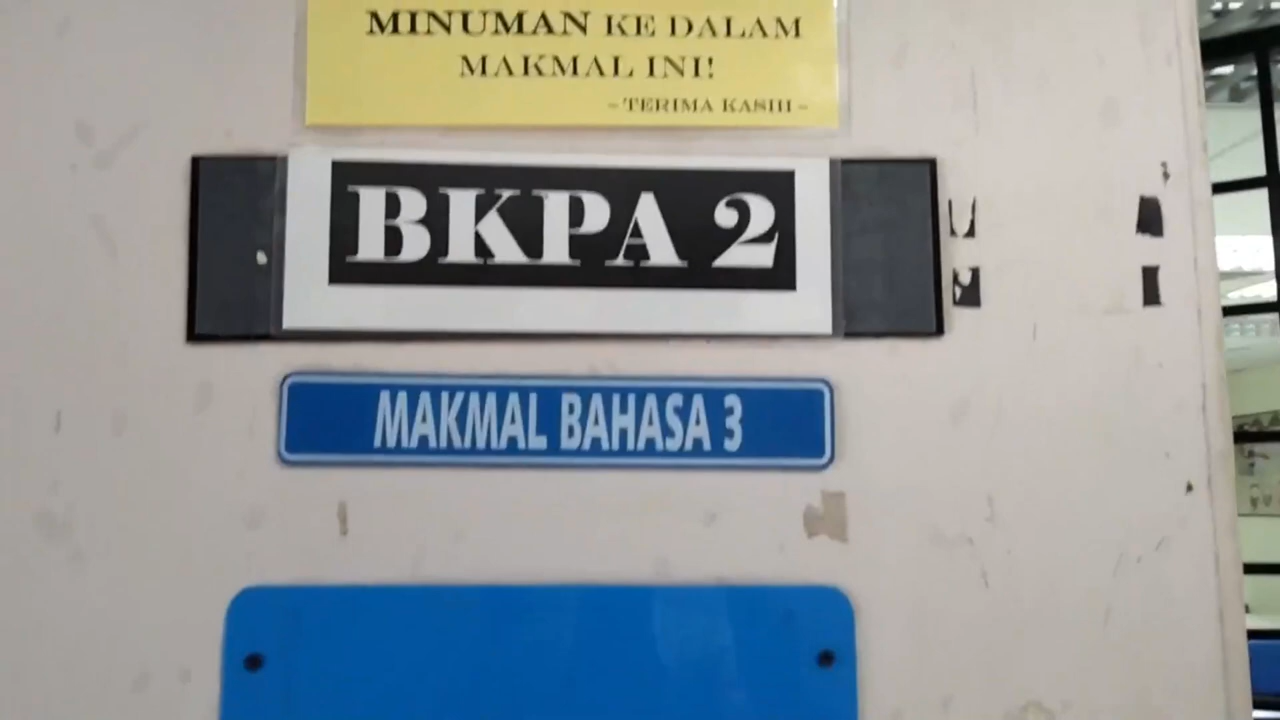 MINUMAN KE DALAM
MAKMAL INI!
- TERIMA KASIH -
BKPA 2
MAKMAL BAHASA 3